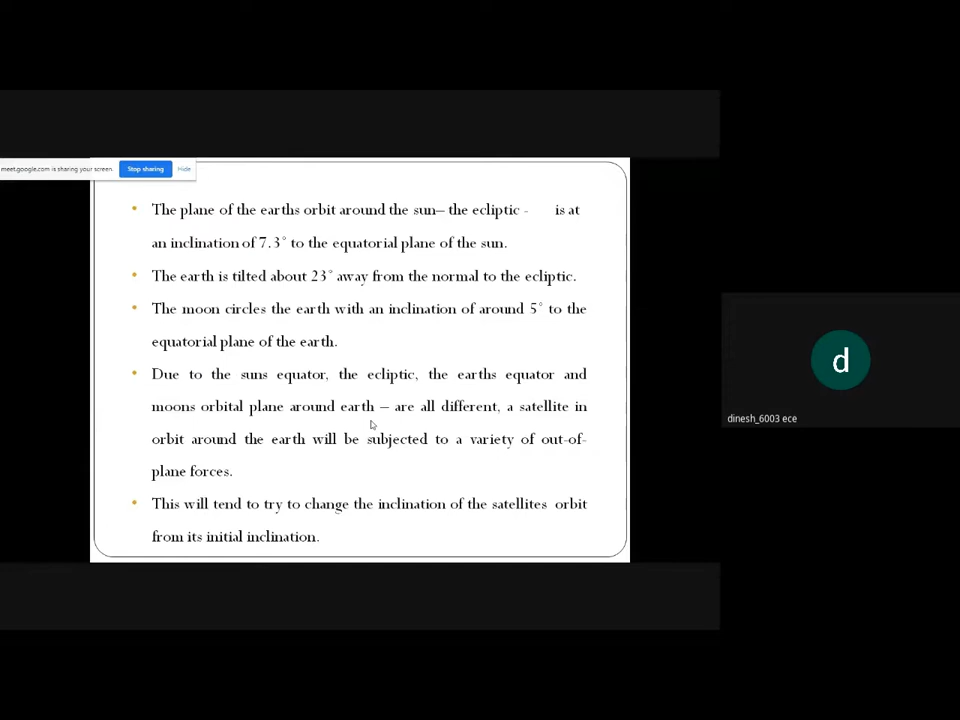 meet.google.com is sharing your screen.
Stop sharing
Hide
• The plane of the earths orbit around the sun– the ecliptic - is at
an inclination of 7.3° to the equatorial plane of the sun.
• The earth is tilted about 23° away from the normal to the ecliptic.
• The moon circles the earth with an inclination of around 5° to the
equatorial plane of the earth.
• Due to the suns equator, the ecliptic, the earths equator and
moons orbital plane around earth – are all different, a satellite in
orbit around the earth will be subjected to a variety of out-of-
plane forces.
• This will tend to try to change the inclination of the satellites orbit
from its initial inclination.
d
dinesh_6003 ece